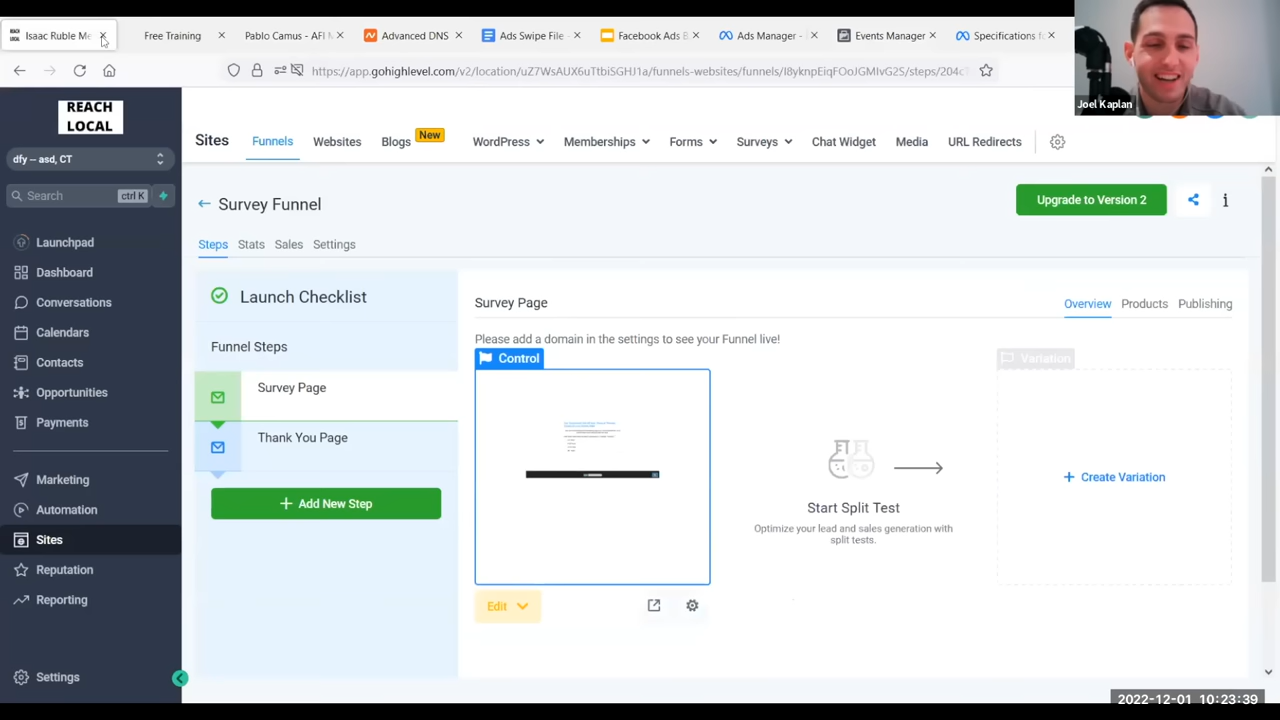 Isaac Ruble Me
Free Training
Pablo Camus - AFI M
Advanced DNS
Ads Swipe File -
Facebook Ads B
Ads Manager -
Events Manager
Specifications fo
https://app.gohighlevel.com/v2/location/uZ7WsAUX6uTtbiSGHJ1a/funnels-websites/funnels/I8yknpEiqFOoJGMIvG2S/steps/204c
Joel Kaplan
REACH
LOCAL
dfy -- asd, CT
Search
ctrl K
Launchpad
Dashboard
Conversations
Calendars
Contacts
Opportunities
Payments
Marketing
Automation
Sites
Reputation
Reporting
Settings
Sites
Funnels
Websites
Blogs
New
WordPress
Memberships
Forms
Surveys
Chat Widget
Media
URL Redirects
Survey Funnel
Upgrade to Version 2
Steps
Stats
Sales
Settings
Launch Checklist
Funnel Steps
Survey Page
Thank You Page
Add New Step
Survey Page
Overview
Products
Publishing
Please add a domain in the settings to see your Funnel live!
Control
Variation
Start Split Test
Optimize your lead and sales generation with
split tests.
+ Create Variation
Edit
2022-12-01 10:23:39